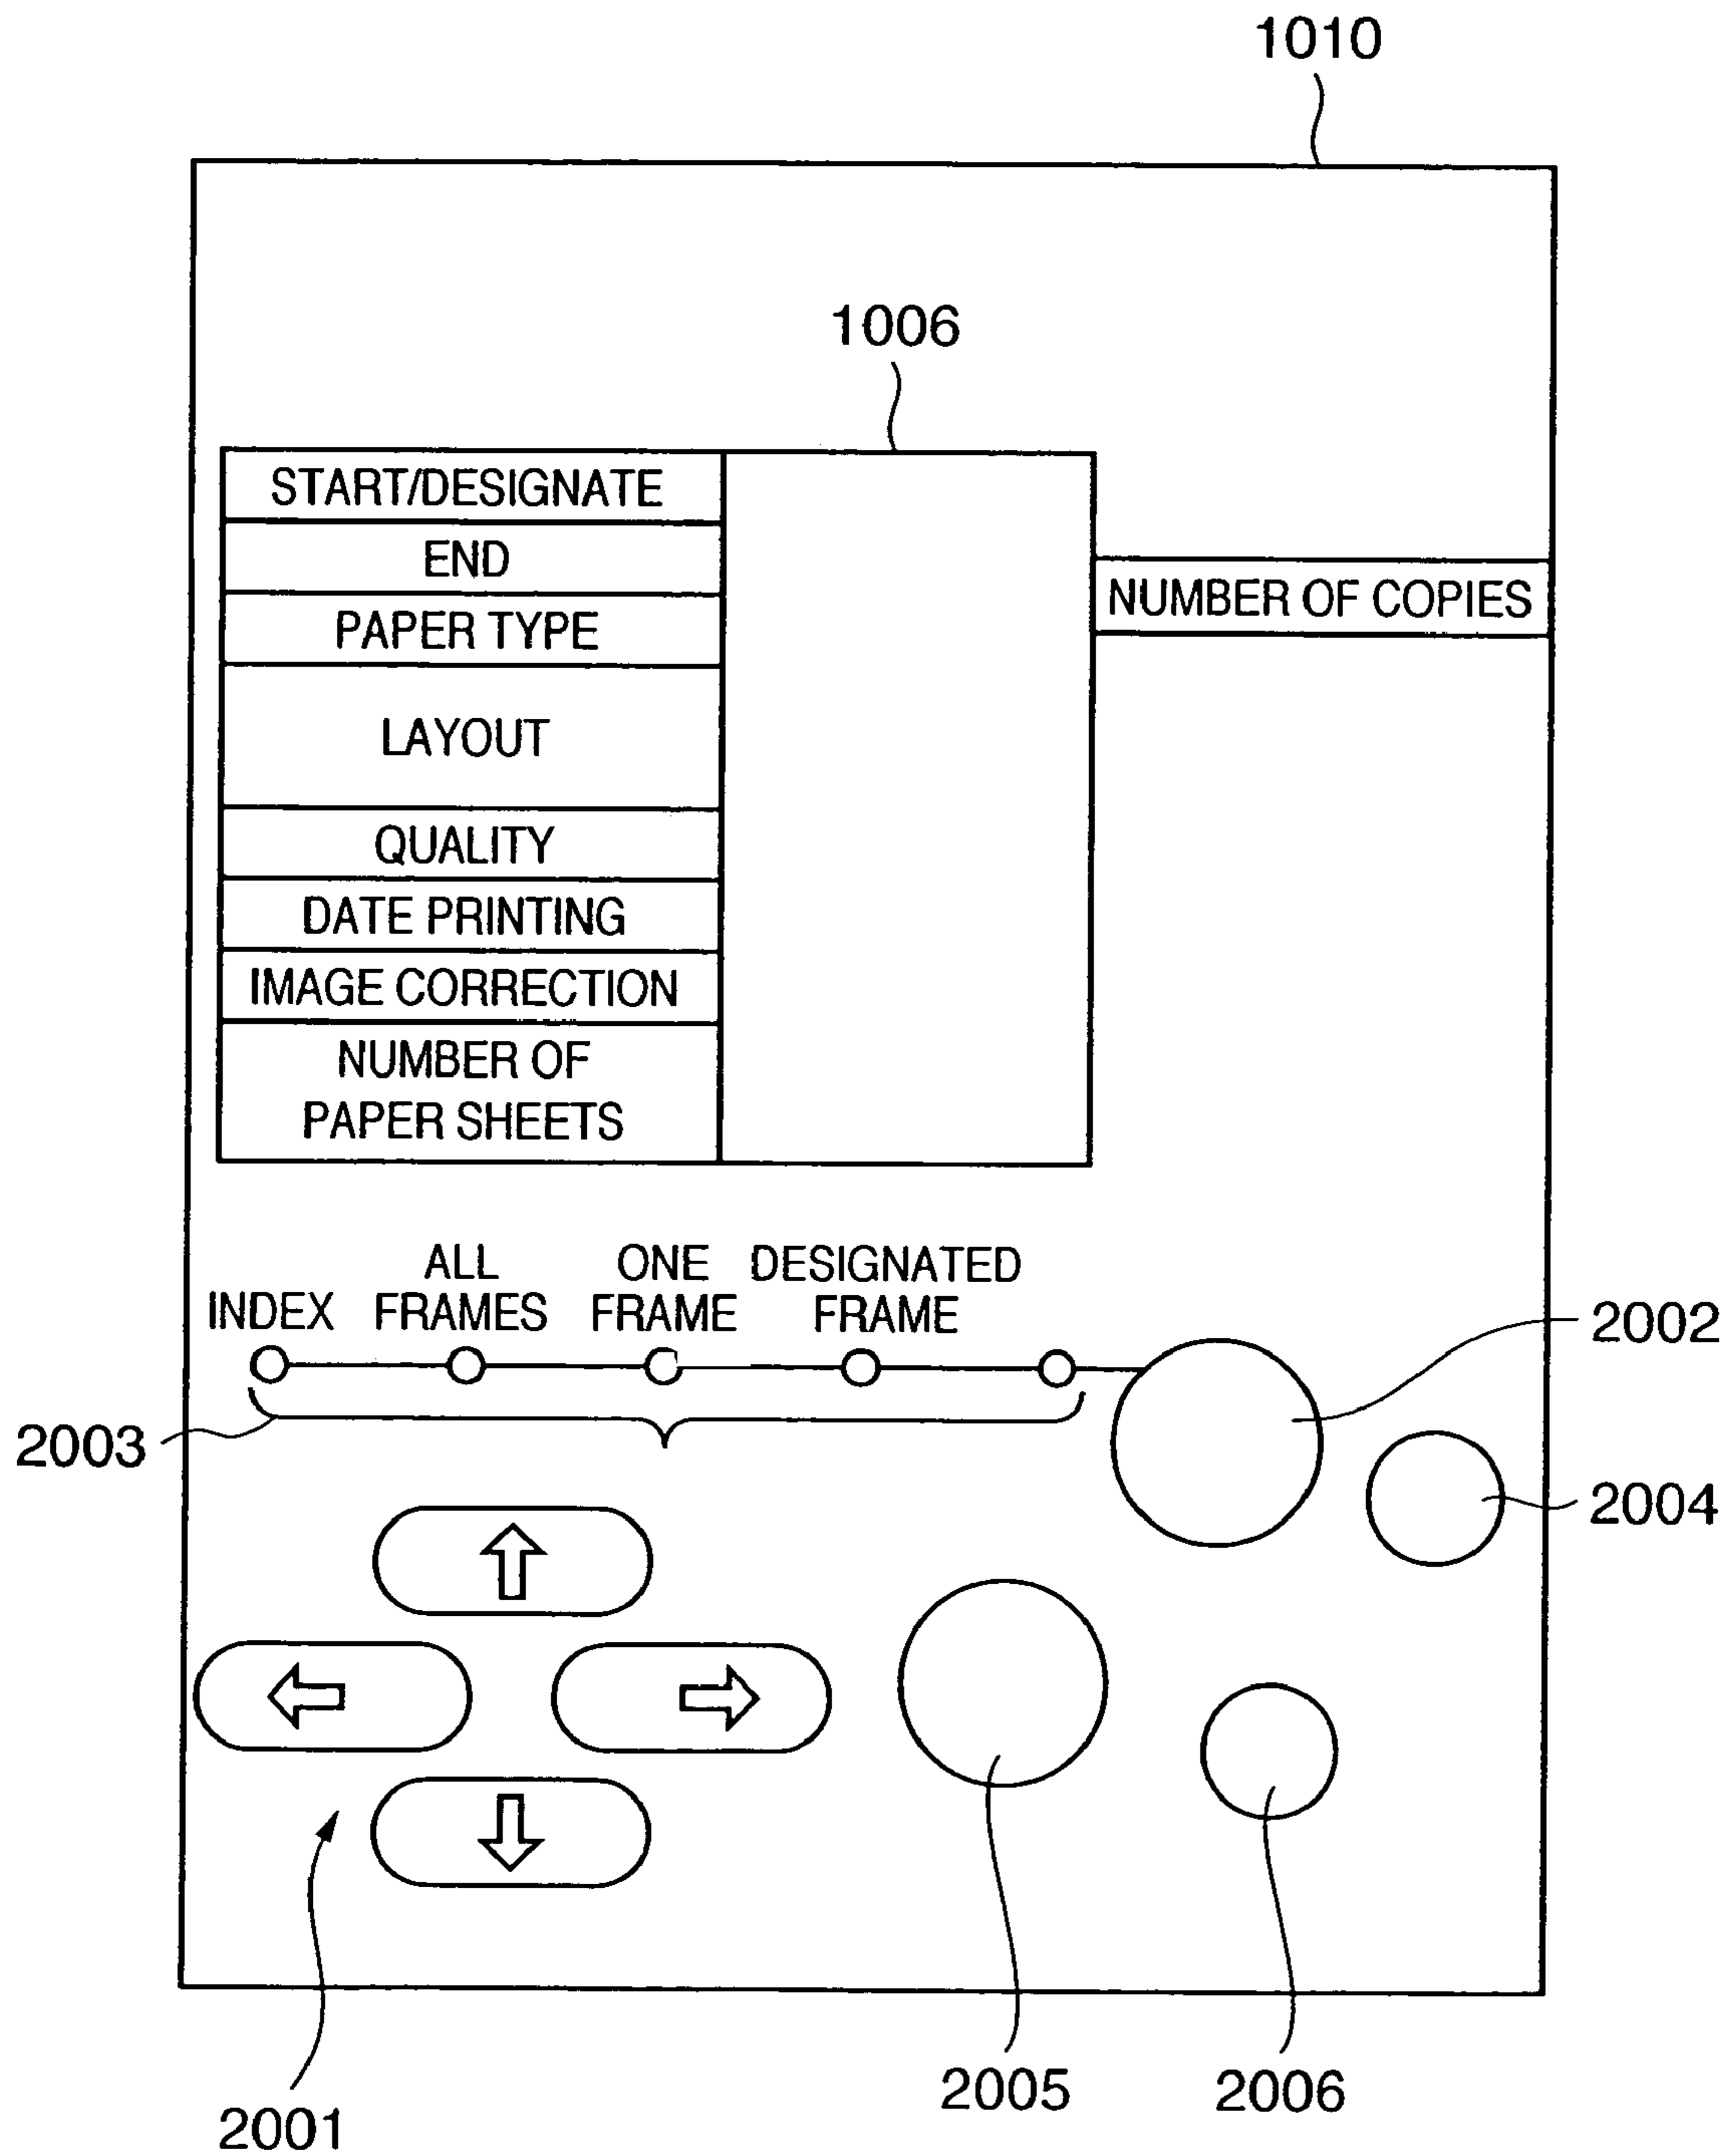 1010
1006
START/DESIGNATE
END
NUMBER OF COPIES
PAPER TYPE
LAYOUT
QUALITY
DATE PRINTING
IMAGE CORRECTION
NUMBER OF
PAPER SHEETS
INDEX
ALL
FRAMES
ONE
FRAME
DESIGNATED
FRAME
2002
2003
2004
2005
2006
2001